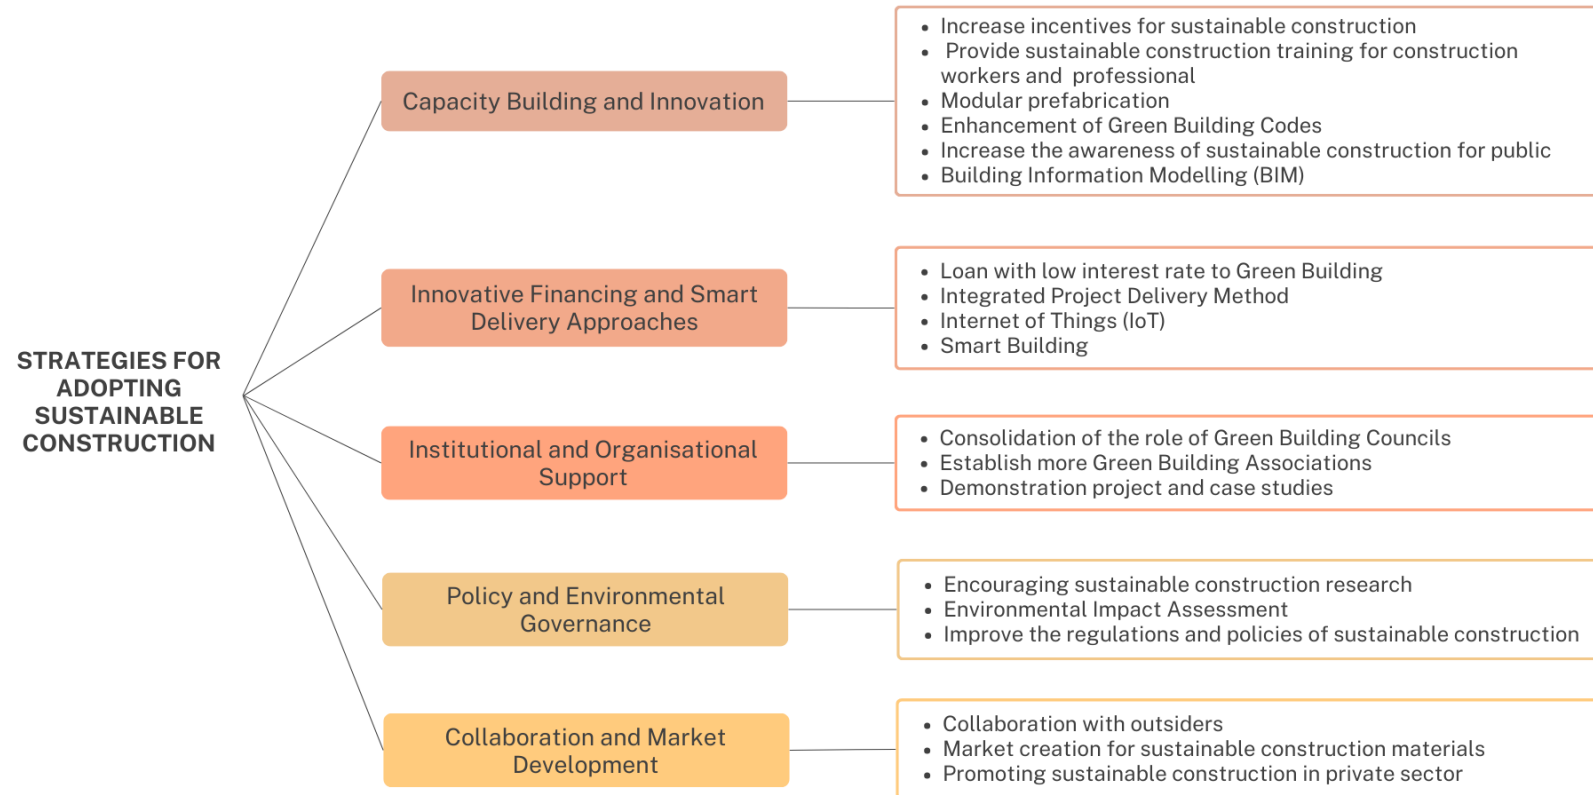 STRATEGIES FOR
ADOPTING
SUSTAINABLE
CONSTRUCTION
Capacity Building and Innovation
• Increase incentives for sustainable construction
• Provide sustainable construction training for construction
workers and professional
• Modular prefabrication
• Enhancement of Green Building Codes
• Increase the awareness of sustainable construction for public
• Building Information Modelling (BIM)
Innovative Financing and Smart
Delivery Approaches
• Loan with low interest rate to Green Building
• Integrated Project Delivery Method
• Internet of Things (IoT)
• Smart Building
Institutional and Organisational
Support
• Consolidation of the role of Green Building Councils
• Establish more Green Building Associations
• Demonstration project and case studies
Policy and Environmental
Governance
• Encouraging sustainable construction research
• Environmental Impact Assessment
• Improve the regulations and policies of sustainable construction
Collaboration and Market
Development
• Collaboration with outsiders
• Market creation for sustainable construction materials
• Promoting sustainable construction in private sector